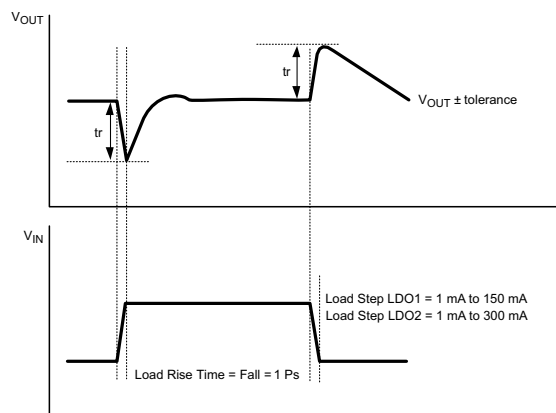 VOUT
tr
tr
VOUT ± tolerance
VIN
Load Step LDO1 = 1 mA to 150 mA
Load Step LDO2 = 1 mA to 300 mA
Load Rise Time = Fall = 1 Ps